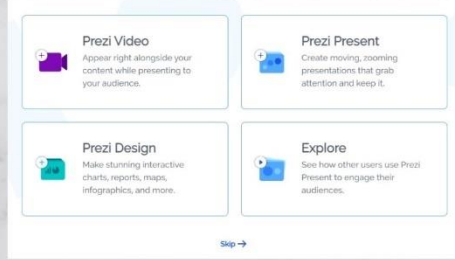 Prezi Video
Appear right alongside your
content while presenting to
your audience.
Prezi Present
Create moving, zooming
presentations that grab
attention and keep it.
Prezi Design
Make stunning interactive
charts, reports, maps,
infographics, and more.
Explore
See how other users use Prezi
Present to engage their
audiences.
Skip →